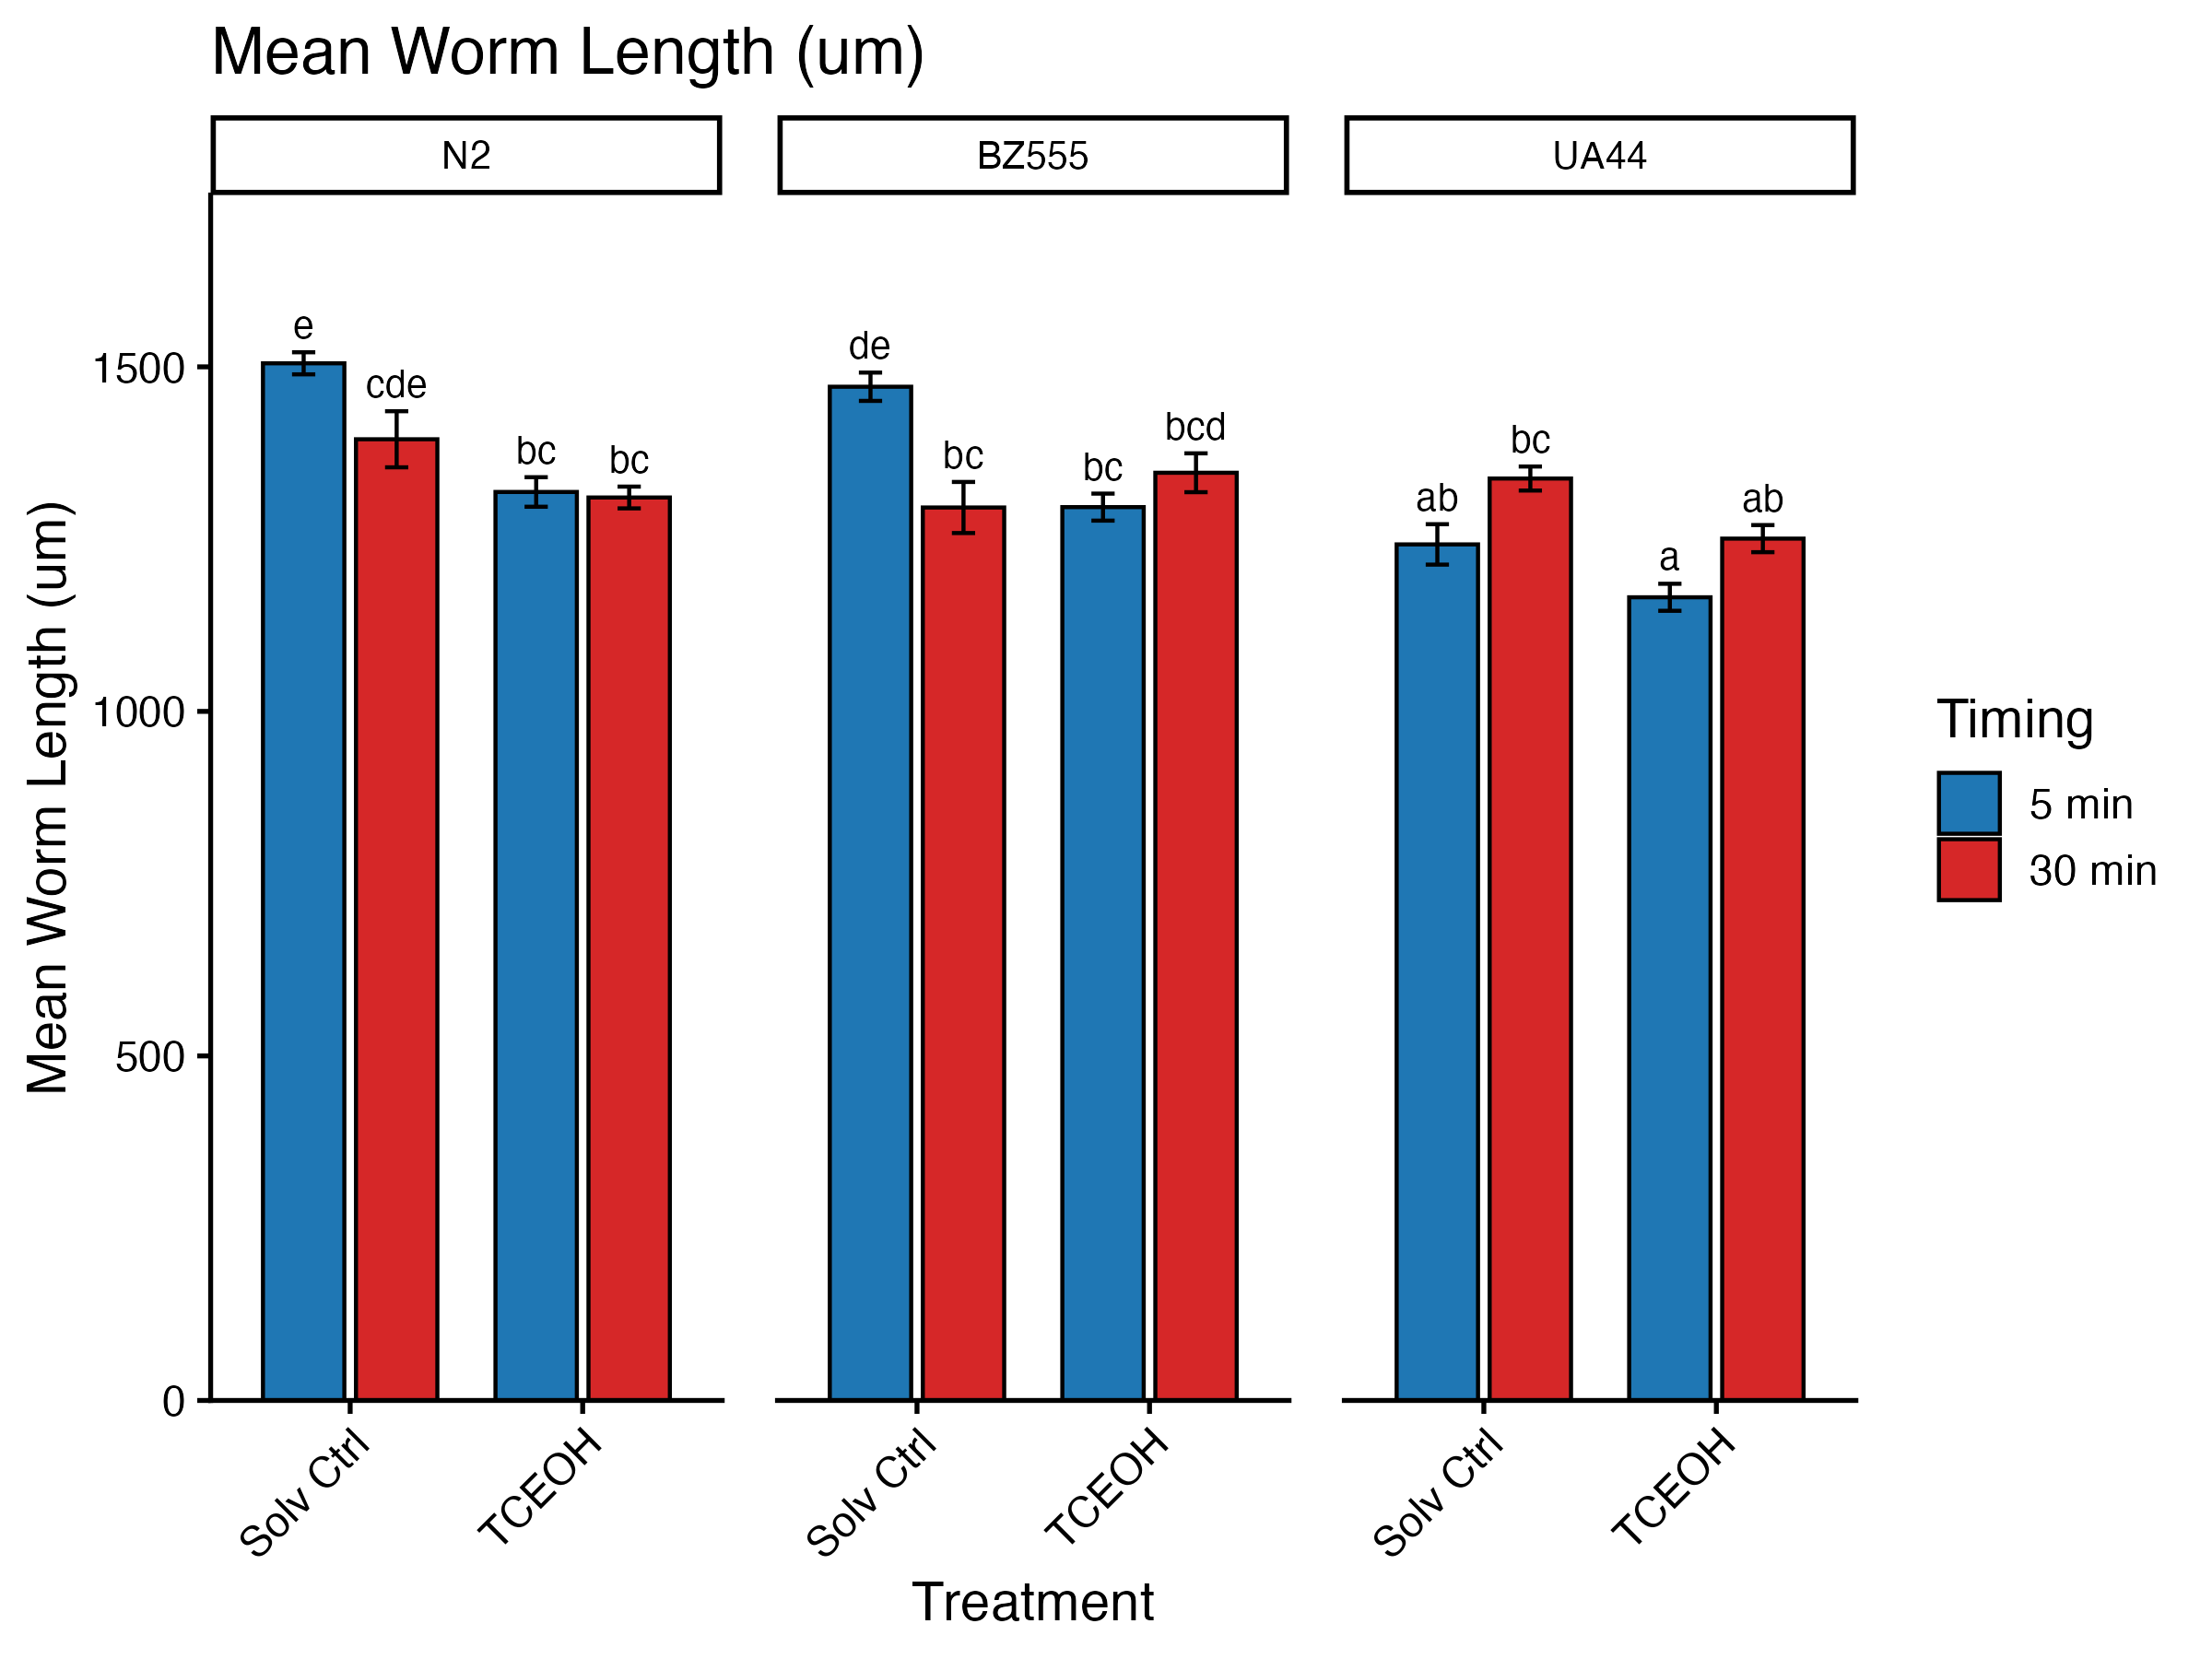 Mean Worm Length (um)
N2
BZ555
UA44
Mean Worm Length (um)
1500
1000
500
0
e
cde
bc
bc
de
bc
bc
bcd
ab
bc
a
ab
Solv Ctrl
TCEOH
Solv Ctrl
TCEOH
Solv Ctrl
TCEOH
Treatment
Timing
5 min
30 min